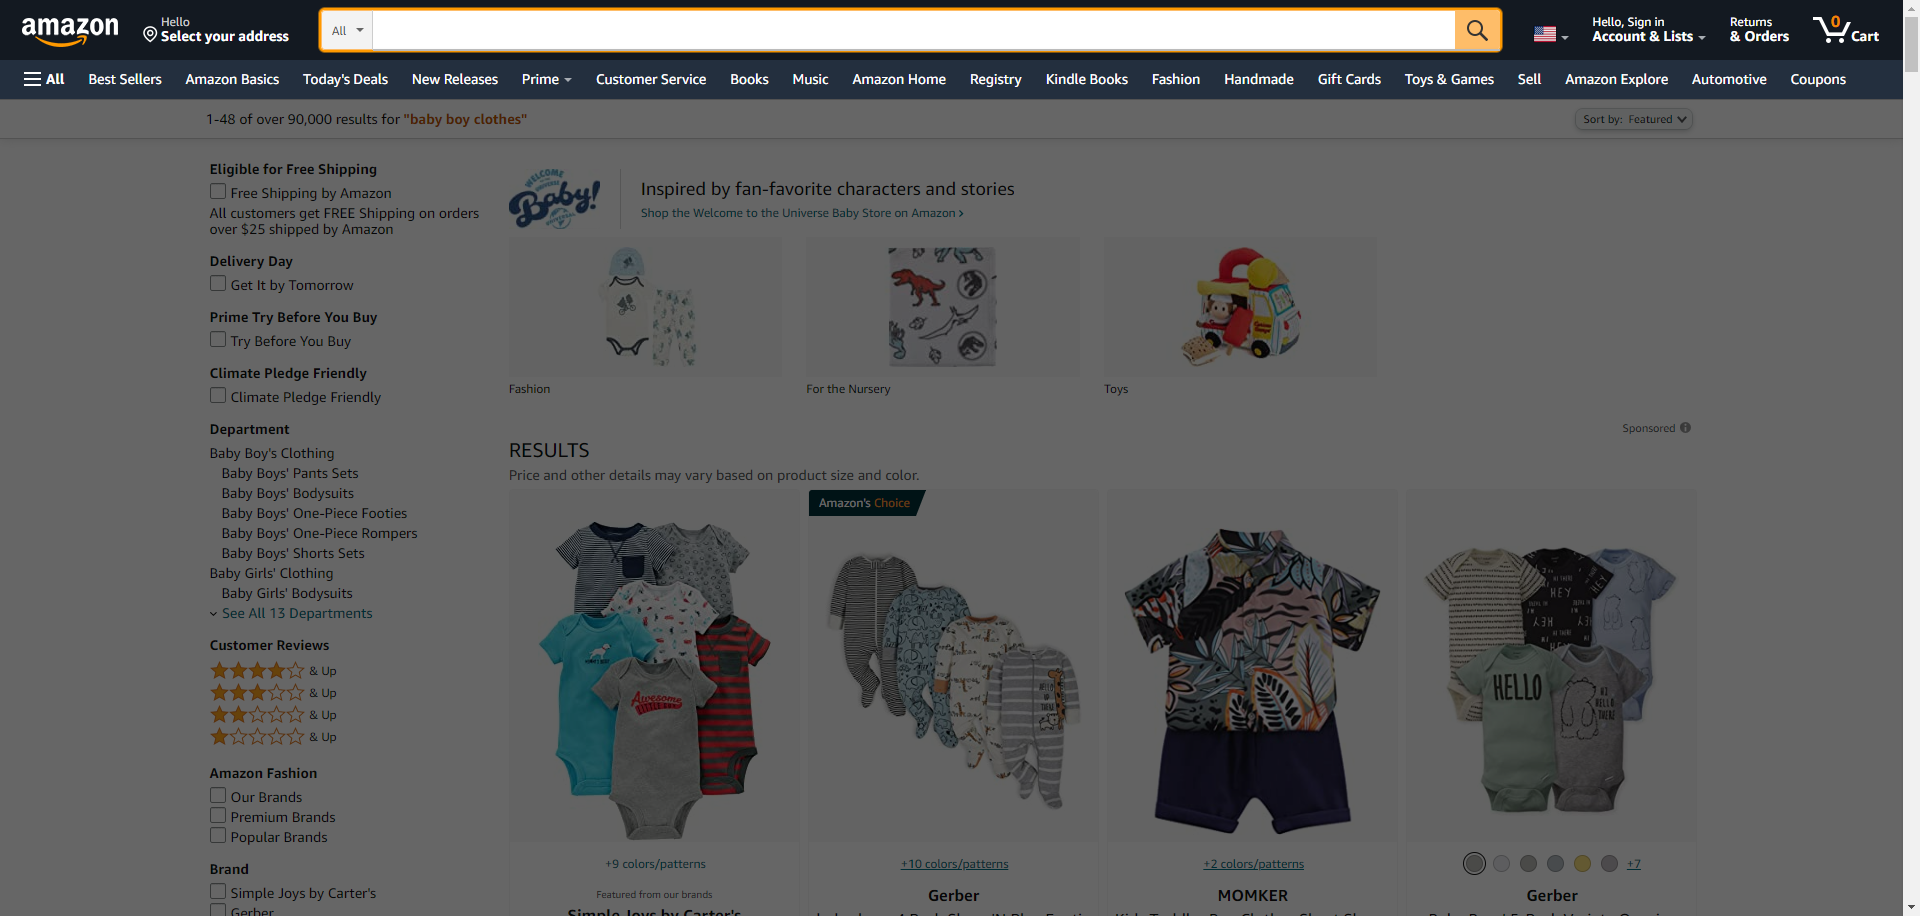 amazon
Hello
Select your address
All
Hello, Sign in
Account & Lists
Returns
& Orders
0
Cart
All
Best Sellers
Amazon Basics
Today's Deals
New Releases
Prime
Customer Service
Books
Music
Amazon Home
Registry
Kindle Books
Fashion
Handmade
Gift Cards
Toys & Games
Sell
Amazon Explore
Automotive
Coupons
1-48 of over 90,000 results for "baby boy clothes"
Sort by: Featured
Eligible for Free Shipping
Free Shipping by Amazon
All customers get FREE Shipping on orders
over $25 shipped by Amazon
Delivery Day
Get It by Tomorrow
Prime Try Before You Buy
Try Before You Buy
Climate Pledge Friendly
Climate Pledge Friendly
Department
Baby Boy's Clothing
Baby Boys' Pants Sets
Baby Boys' Bodysuits
Baby Boys' One-Piece Footies
Baby Boys' One-Piece Rompers
Baby Boys' Shorts Sets
Baby Girls' Clothing
Baby Girls' Bodysuits
See All 13 Departments
Customer Reviews
& Up
& Up
& Up
& Up
Amazon Fashion
Our Brands
Premium Brands
Popular Brands
Brand
Simple Joys by Carter's
Gerber
WELCOME
Baby!
Inspired by fan-favorite characters and stories
Shop the Welcome to the Universe Baby Store on Amazon ›
Fashion
For the Nursery
Toys
Sponsored
RESULTS
Price and other details may vary based on product size and color.
Awesome
+9 colors/patterns
Featured from our brands
Simple Joys by Carter's
Amazon's Choice
HELLO
THERE
+10 colors/patterns
Gerber
+2 colors/patterns
MOMKER
HEY
HEY
HELLO
HI
HELLO
THERE
+7
Gerber